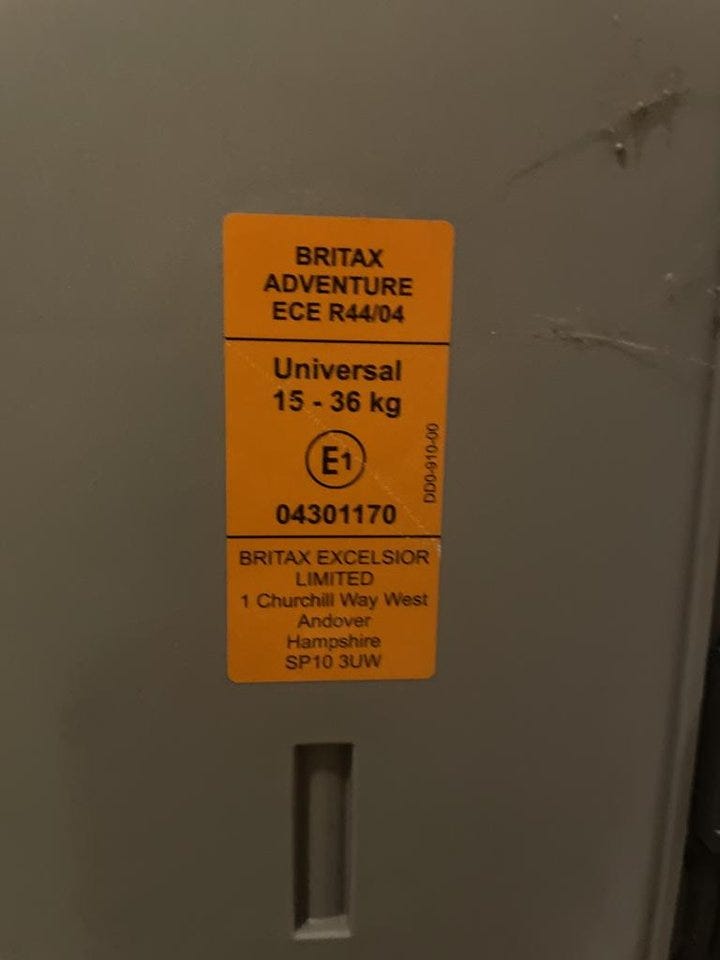 BRITAX
ADVENTURE
ECE R44/04
Universal
15 - 36 kg
E1
DD0-910-00
04301170
BRITAX EXCELSIOR
LIMITED
1 Churchill Way West
Andover
Hampshire
SP10 3UW